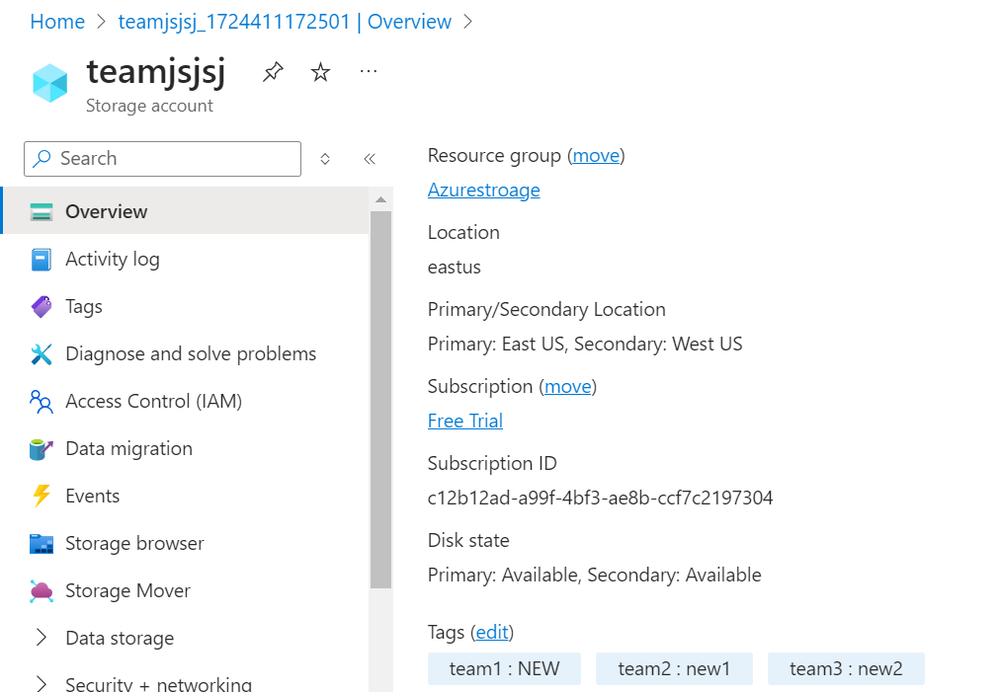 Home > teamjsjsj_1724411172501 | Overview >
teamjsjsj
Storage account
Search
Overview
Activity log
Tags
Diagnose and solve problems
Access Control (IAM)
Data migration
Events
Storage browser
Storage Mover
Data storage
Security + networking
Resource group (move)
Azurestroage
Location
eastus
Primary/Secondary Location
Primary: East US, Secondary: West US
Subscription (move)
Free Trial
Subscription ID
c12b12ad-a99f-4bf3-ae8b-ccf7c2197304
Disk state
Primary: Available, Secondary: Available
Tags (edit)
team1 : NEW team2 : new1 team3 : new2